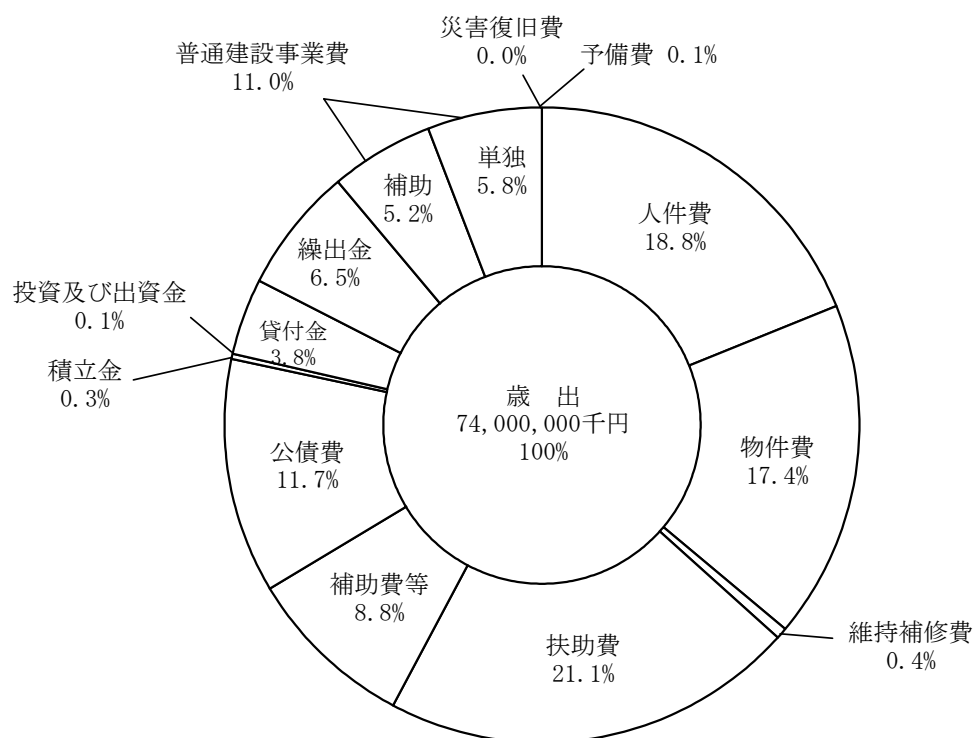 災害復旧費
0.0%
予備費 0.1%
普通建設事業費
11.0%
単独
5.8%
補助
5.2%
人件費
18.8%
繰出金
6.5%
投資及び出資金
0.1%
貸付金
3.8%
積立金
0.3%
歳　出
74,000,000千円
100%
公債費
11.7%
物件費
17.4%
補助費等
8.8%
扶助費
21.1%
維持補修費
0.4%